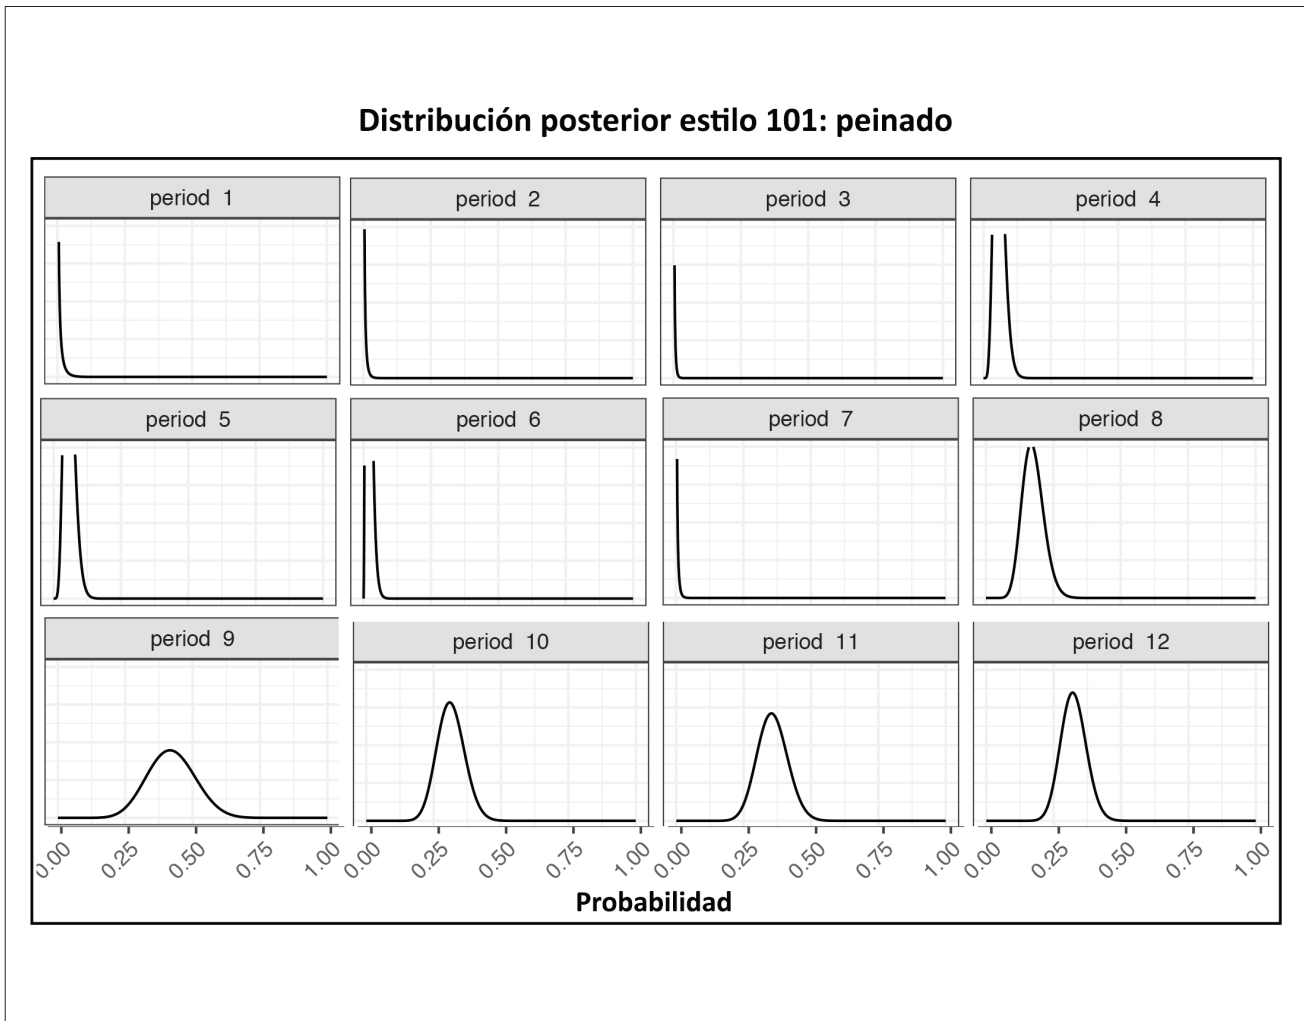 Distribución posterior estilo 101: peinado
period 1 period 2 period 3 period 4
period 5 period 6 period 7 period 8
period 9 period 10 period 11 period 12
0.00 0.25 0.50 0.75 1.00 0.00 0.25 0.50 0.75 1.00 0.00 0.25 0.50 0.75 1.00 0.00 0.25 0.50 0.75 1.00
Probabilidad